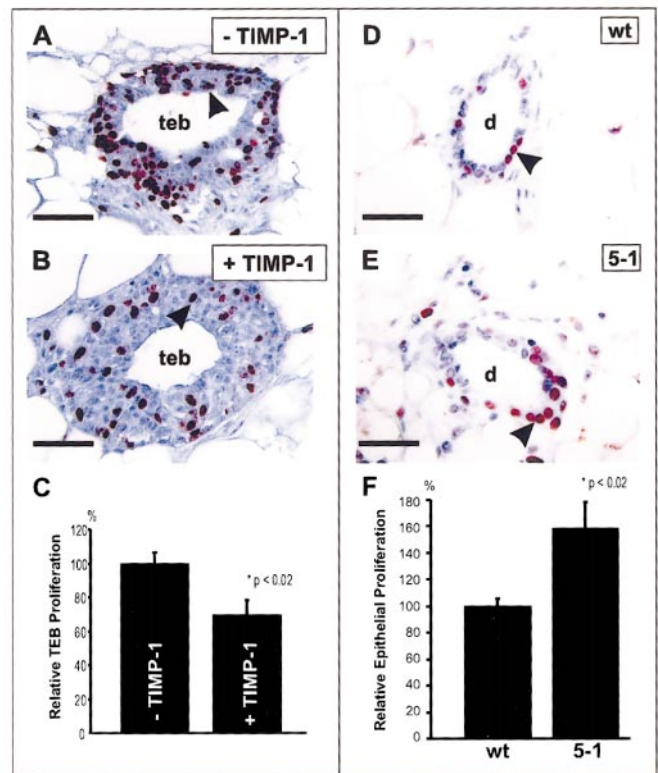 A
- TIMP-1
teb
B
+ TIMP-1
teb
C
%
120
100
80
60
40
20
0
Relative TEB Proliferation
* p < 0.02
- TIMP-1
+ TIMP-1
D
wt
d
E
5-1
d
F
%
180
160
140
120
100
80
60
40
20
0
Relative Epithelial Proliferation
* p < 0.02
wt
5-1